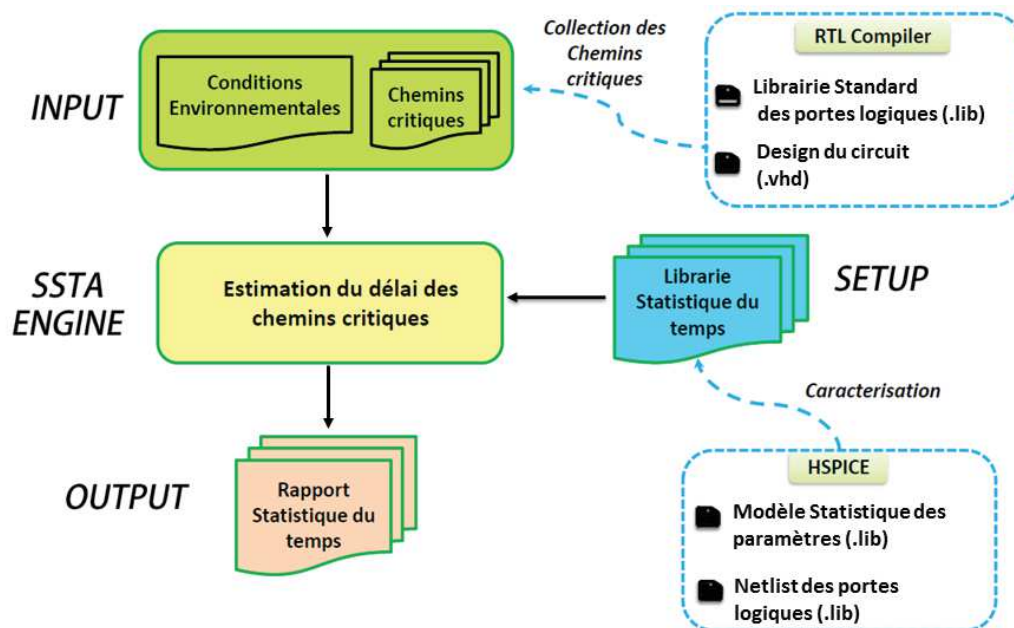 INPUT
Conditions
Environnementales
Chemins
critiques
Collection des
Chemins
critiques
RTL Compiler
Librairie Standard
des portes logiques (.lib)
Design du circuit
(.vhd)
SSTA
ENGINE
Estimation du délai des
chemins critiques
Librarie
Statistique du
temps
SETUP
Caracterisation
OUTPUT
Rapport
Statistique du
temps
HSPICE
Modèle Statistique des
paramètres (.lib)
Netlist des portes
logiques (.lib)